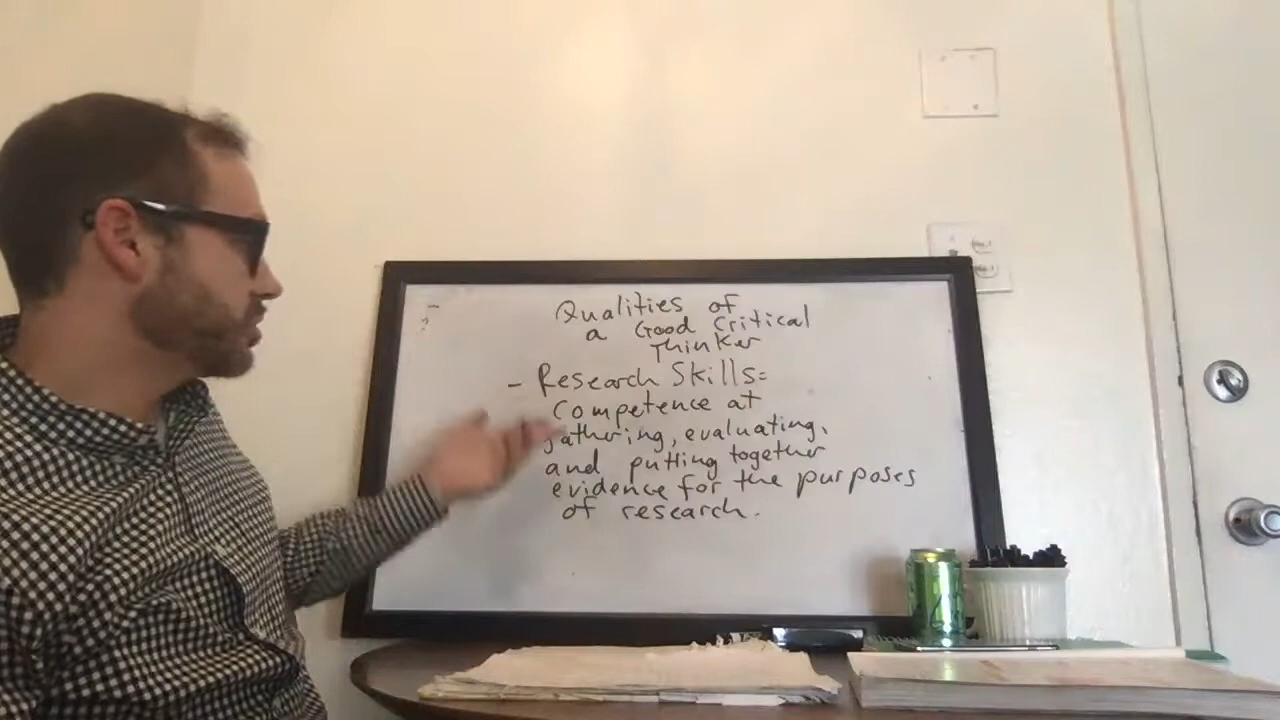 Qualities of
a Good Critical
Thinker
- Research Skills:
Competence at
gathering, evaluating,
and putting together
evidence for the purposes
of research.